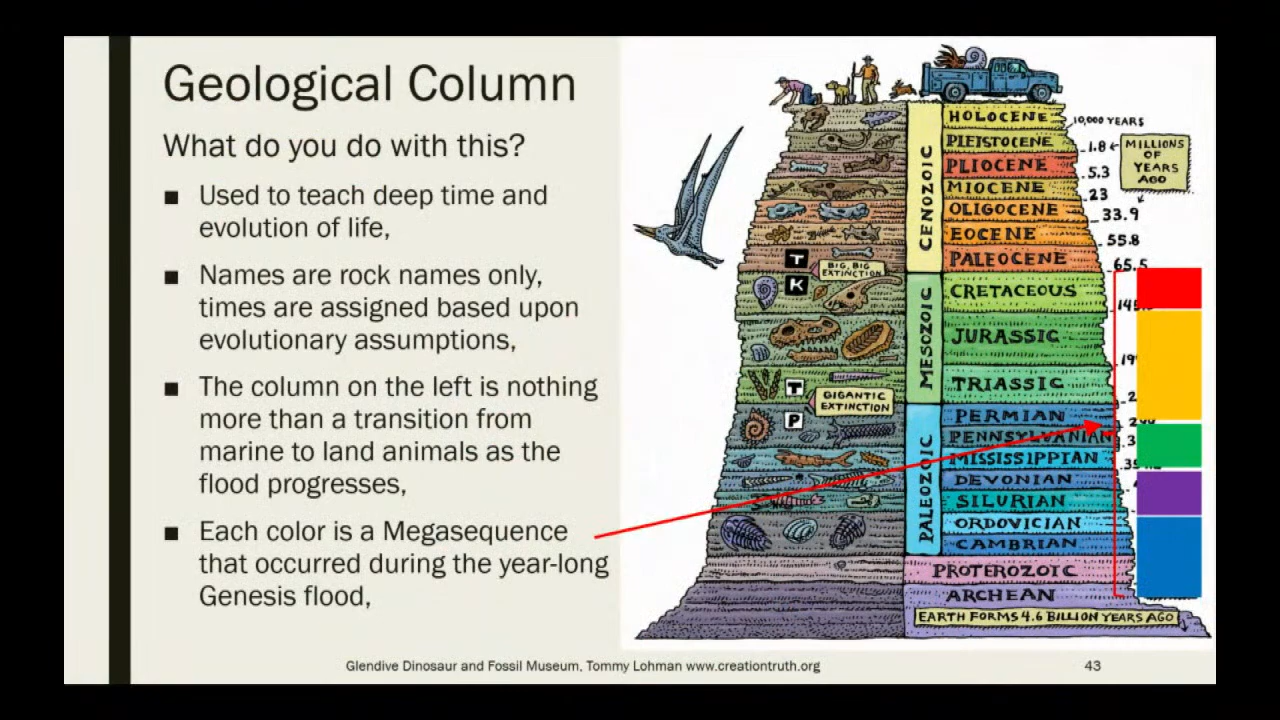 Geological Column
What do you do with this?
■ Used to teach deep time and
evolution of life,
■ Names are rock names only,
times are assigned based upon
evolutionary assumptions,
■ The column on the left is nothing
more than a transition from
marine to land animals as the
flood progresses,
■ Each color is a Megasequence
that occurred during the year-long
Genesis flood,
CENOZOIC
HOLOCENE
PLEISTOCENE
PLIOCENE
MIOCENE
OLIGOCENE
EOCENE
PALEOCENE
10,000 YEARS
1.8
MILLIONS
OF
YEARS
AGO
5.3
23
33.9
55.8
65.5
T
BIG, BIG
EXTINCTION
K
MESOZOIC
CRETACEOUS
JURASSIC
TRIASSIC
T
GIGANTIC
EXTINCTION
P
PALEOZOIC
PERMIAN
PENNSYLVANIAN
MISSISSIPPIAN
DEVONIAN
SILURIAN
ORDOVICIAN
CAMBRIAN
PROTEROZOIC
ARCHEAN
EARTH FORMS 4.6 BILLION YEARS AGO
Glendive Dinosaur and Fossil Museum, Tommy Lohman www.creationtruth.org
43